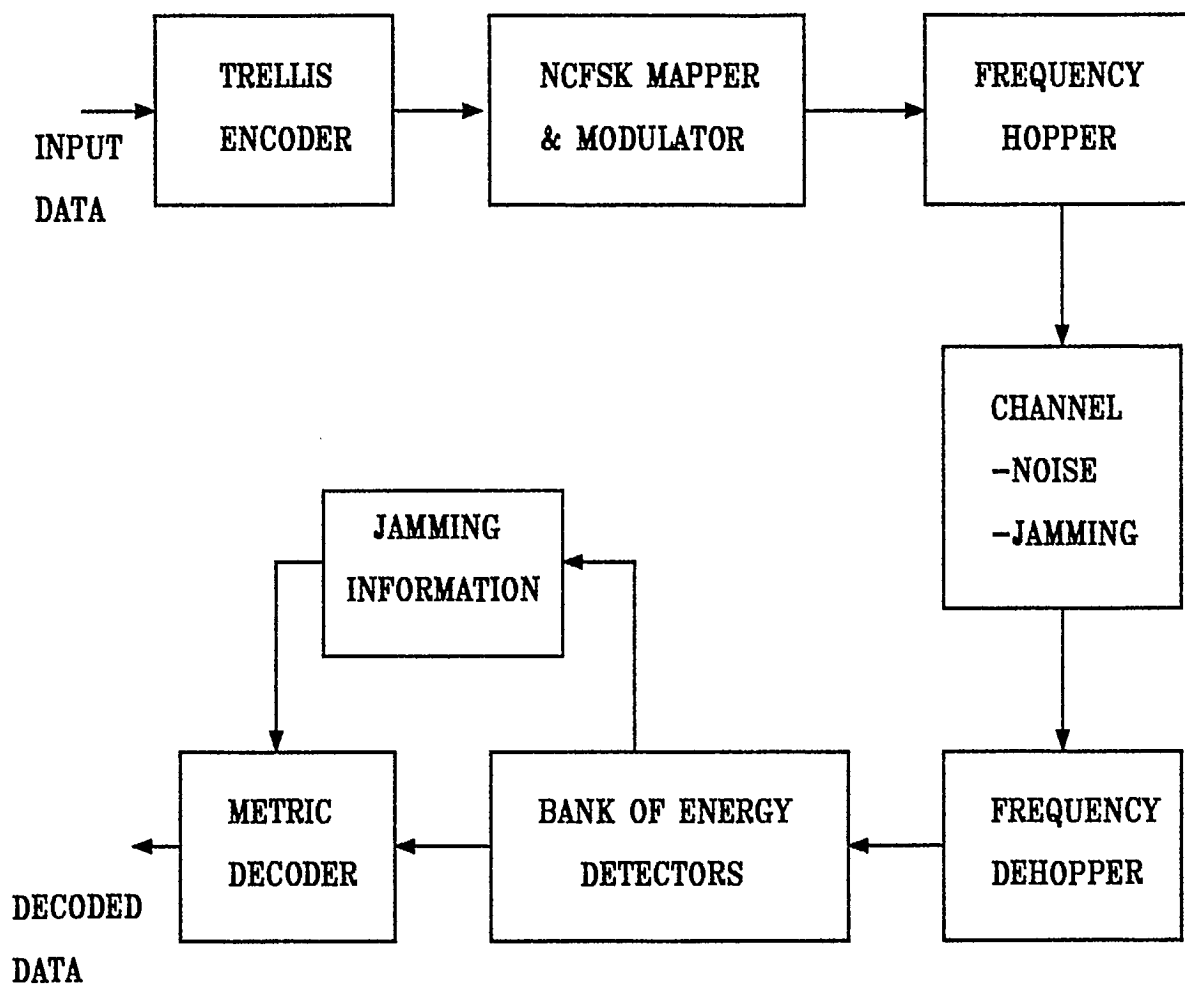 TRELLIS
ENCODER
NCFSK MAPPER
& MODULATOR
FREQUENCY
HOPPER
INPUT
DATA
CHANNEL
-NOISE
-JAMMING
JAMMING
INFORMATION
METRIC
DECODER
BANK OF ENERGY
DETECTORS
FREQUENCY
DEHOPPER
DECODED
DATA